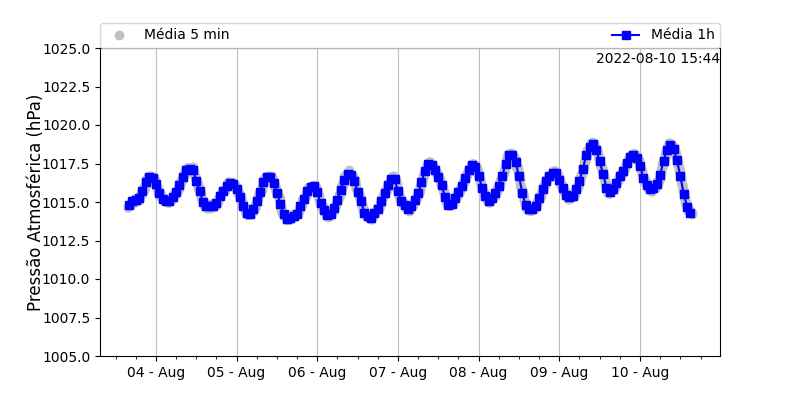 Média 5 min
Média 1h
2022-08-10 15:44
Pressão Atmosférica (hPa)
1025.0
1022.5
1020.0
1017.5
1015.0
1012.5
1010.0
1007.5
1005.0
04 - Aug
05 - Aug
06 - Aug
07 - Aug
08 - Aug
09 - Aug
10 - Aug